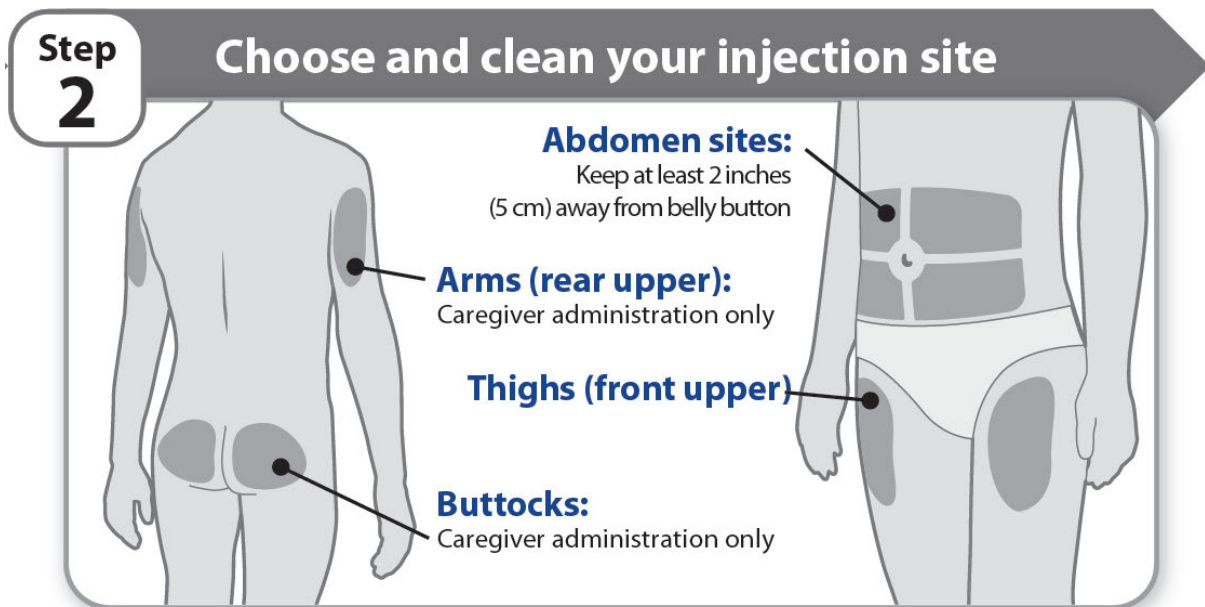 Step
2
Choose and clean your injection site
Abdomen sites:
Keep at least 2 inches
(5 cm) away from belly button
Arms (rear upper):
Caregiver administration only
Thighs (front upper)
Buttocks:
Caregiver administration only